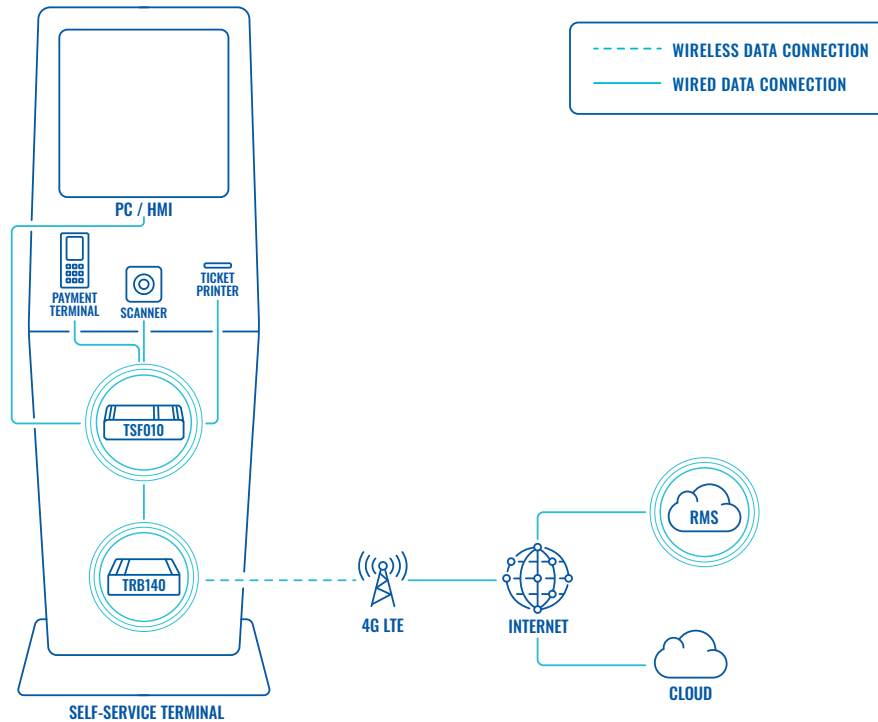 WIRELESS DATA CONNECTION
WIRED DATA CONNECTION
PC / HMI
PAYMENT
TERMINAL
SCANNER
TICKET
PRINTER
TSF010
TRB140
4G LTE
INTERNET
RMS
CLOUD
SELF-SERVICE TERMINAL